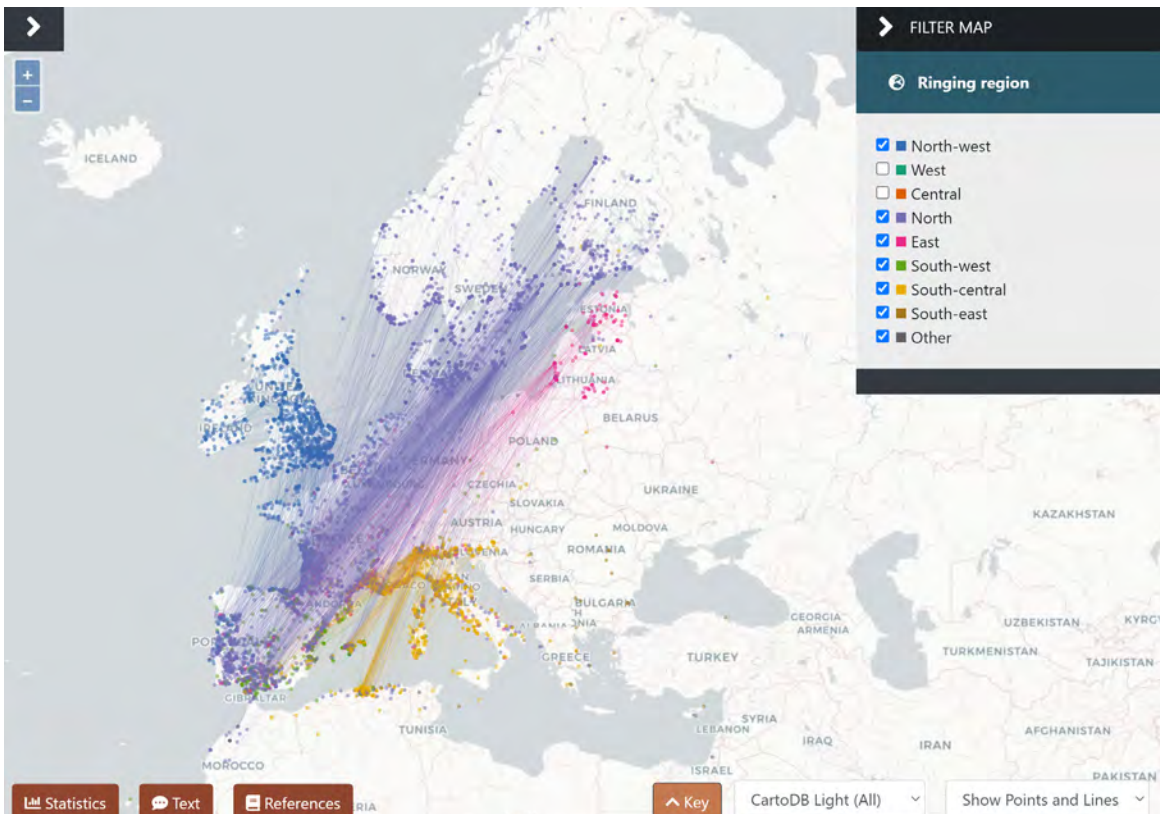 FILTER MAP
Ringing region
North-west
West
Central
North
East
South-west
South-central
South-east
Other
+
−
ICELAND
FINLAND
NORWAY
SWEDEN
ESTONIA
LATVIA
LITHUANIA
BELARUS
POLAND
GERMANY
CZECHIA
UKRAINE
SLOVAKIA
KAZAKHSTAN
AUSTRIA
HUNGARY
MOLDOVA
ROMANIA
SERBIA
BULGARIA
GEORGIA
ARMENIA
UZBEKISTAN
KYRG
TURKMENISTAN
TAJIKISTAN
GREECE
TURKEY
GIBRALTAR
TUNISIA
SYRIA
LEBANON
IRAQ
IRAN
AFGHANISTAN
MOROCCO
ISRAEL
PAKISTAN
Statistics
Text
References
RIA
Key
CartoDB Light (All)
Show Points and Lines